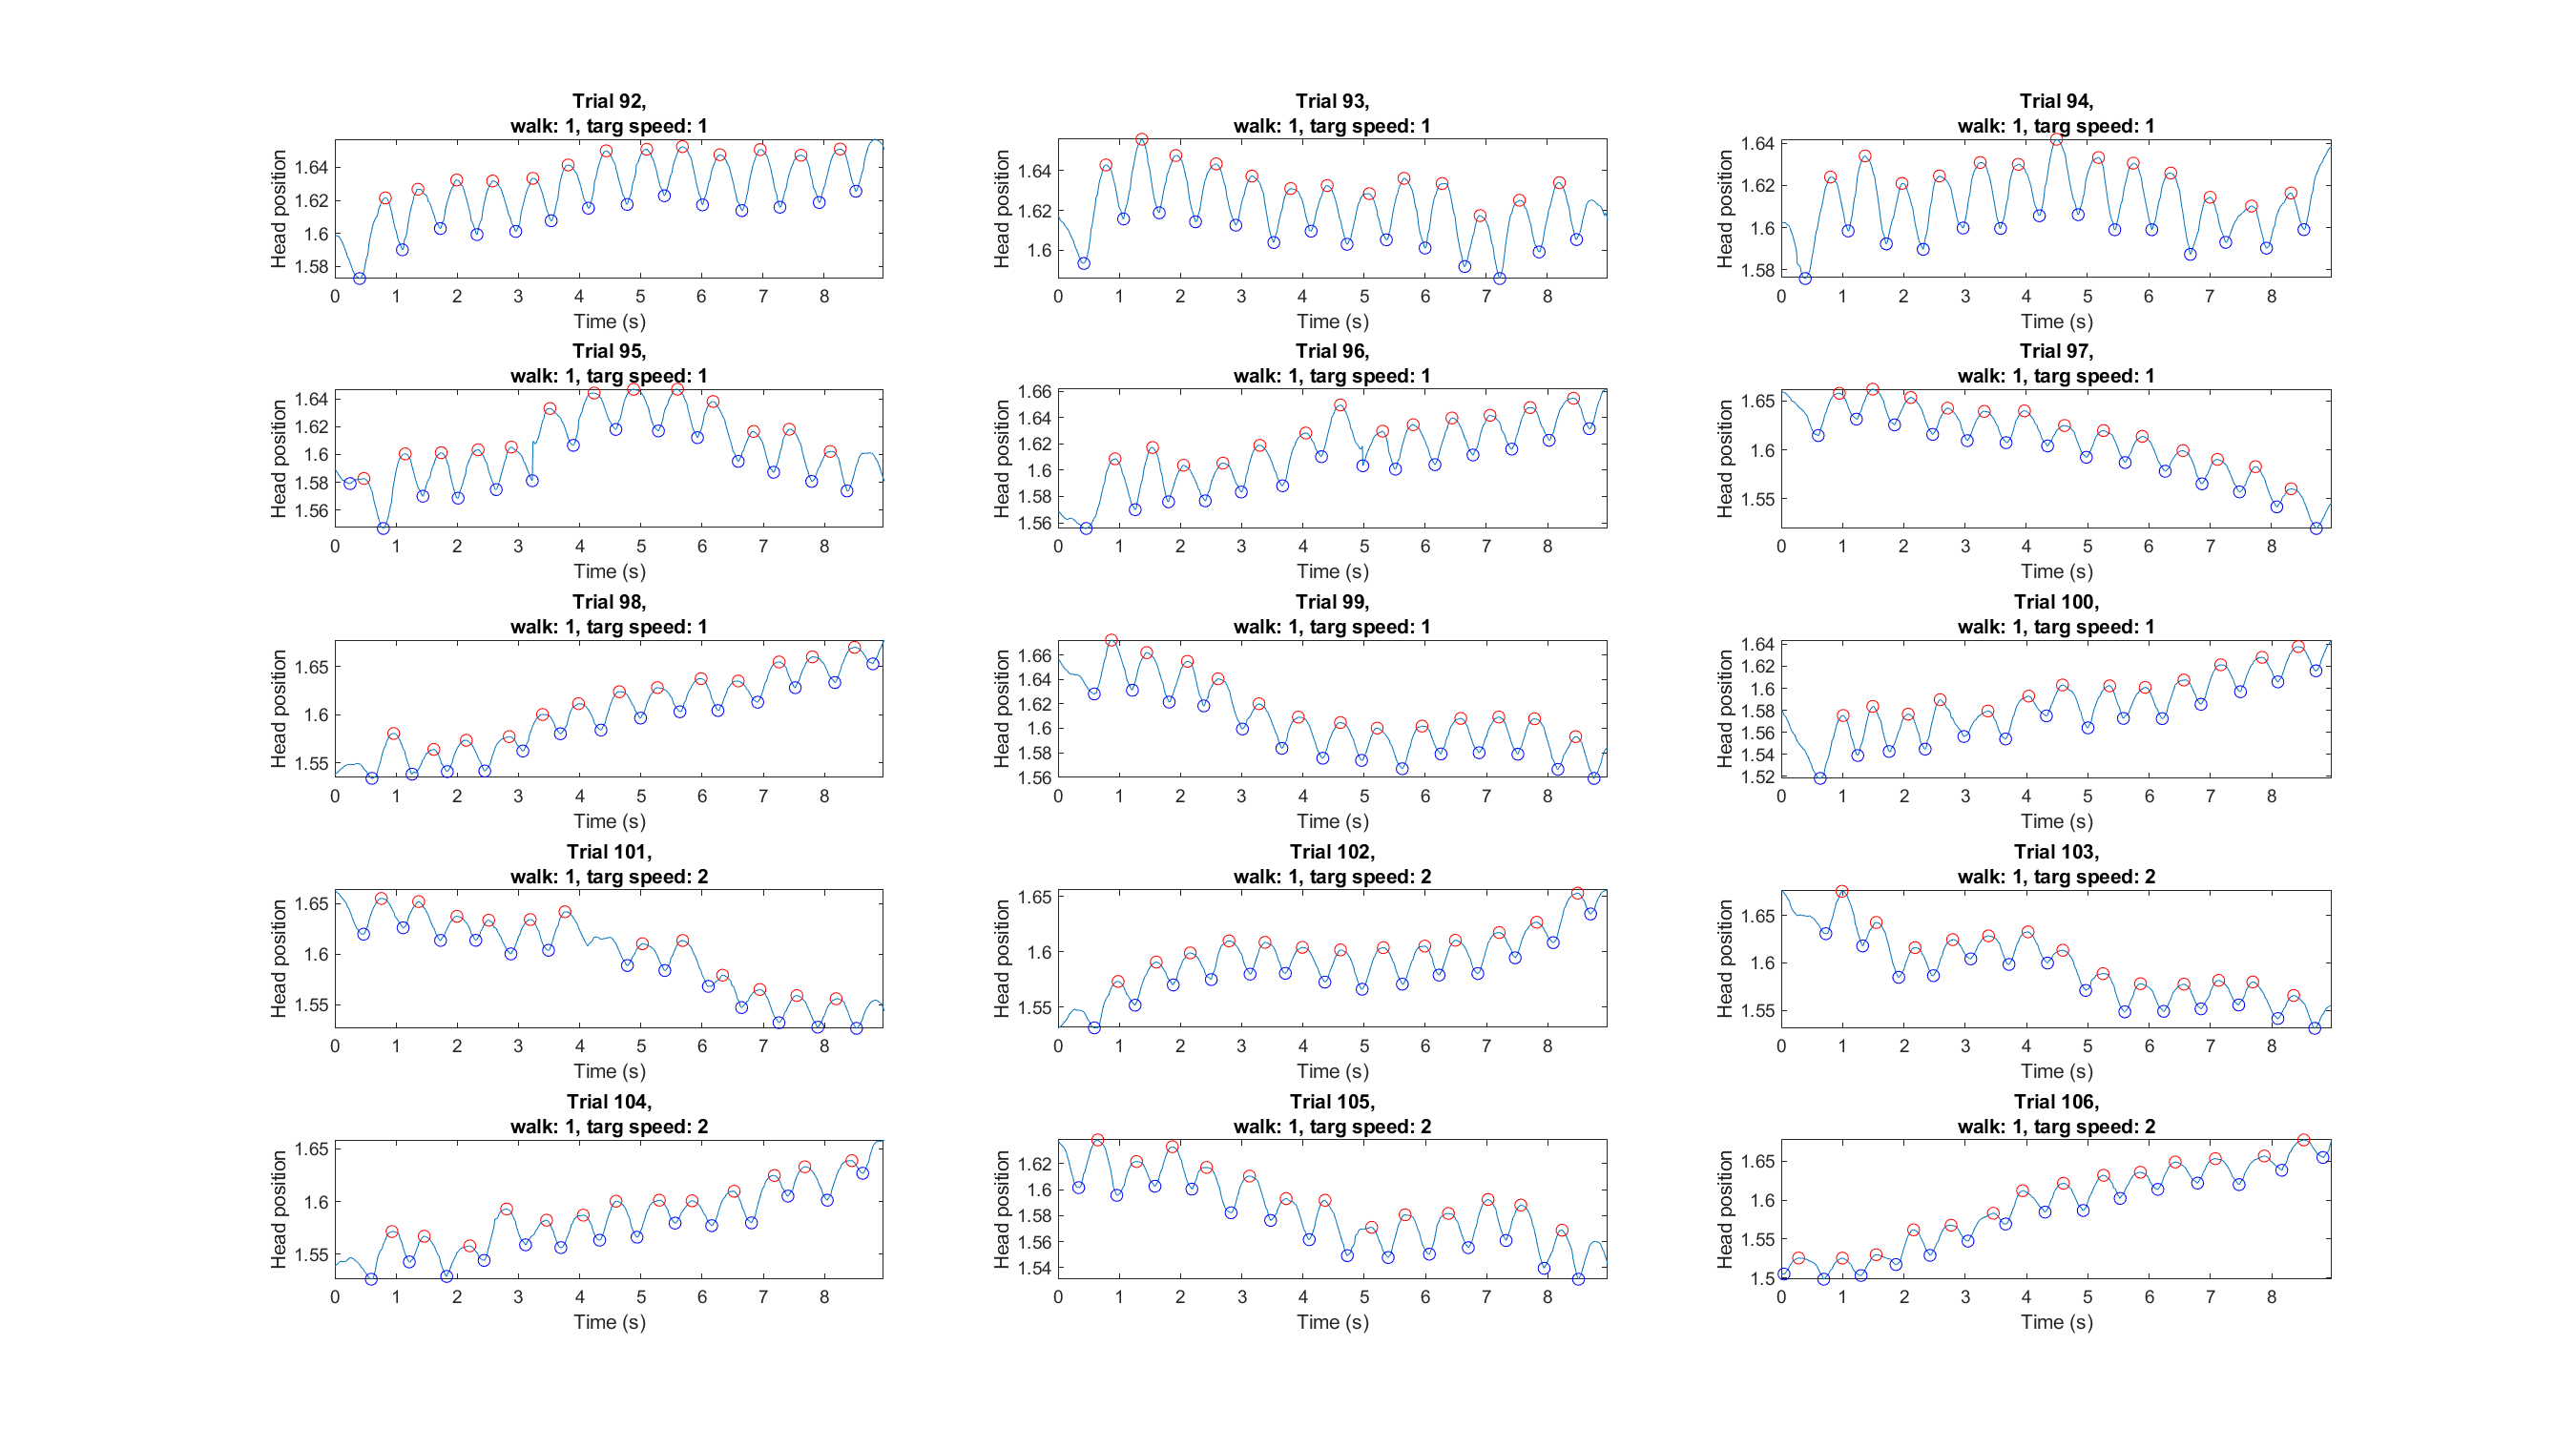 Trial 92,
walk: 1, targ speed: 1
Head position
1.64
1.62
1.6
1.58
0 1 2 3 4 5 6 7 8
Time (s)
Trial 93,
walk: 1, targ speed: 1
Head position
1.64
1.62
1.6
0 1 2 3 4 5 6 7 8
Time (s)
Trial 94,
walk: 1, targ speed: 1
Head position
1.64
1.62
1.6
1.58
0 1 2 3 4 5 6 7 8
Time (s)
Trial 95,
walk: 1, targ speed: 1
Head position
1.64
1.62
1.6
1.58
1.56
0 1 2 3 4 5 6 7 8
Time (s)
Trial 96,
walk: 1, targ speed: 1
Head position
1.66
1.64
1.62
1.6
1.58
1.56
0 1 2 3 4 5 6 7 8
Time (s)
Trial 97,
walk: 1, targ speed: 1
Head position
1.65
1.6
1.55
0 1 2 3 4 5 6 7 8
Time (s)
Trial 98,
walk: 1, targ speed: 1
Head position
1.65
1.6
1.55
0 1 2 3 4 5 6 7 8
Time (s)
Trial 99,
walk: 1, targ speed: 1
Head position
1.66
1.64
1.62
1.6
1.58
1.56
0 1 2 3 4 5 6 7 8
Time (s)
Trial 100,
walk: 1, targ speed: 1
Head position
1.64
1.62
1.6
1.58
1.56
1.54
1.52
0 1 2 3 4 5 6 7 8
Time (s)
Trial 101,
walk: 1, targ speed: 2
Head position
1.65
1.6
1.55
0 1 2 3 4 5 6 7 8
Time (s)
Trial 102,
walk: 1, targ speed: 2
Head position
1.65
1.6
1.55
0 1 2 3 4 5 6 7 8
Time (s)
Trial 103,
walk: 1, targ speed: 2
Head position
1.65
1.6
1.55
0 1 2 3 4 5 6 7 8
Time (s)
Trial 104,
walk: 1, targ speed: 2
Head position
1.65
1.6
1.55
0 1 2 3 4 5 6 7 8
Time (s)
Trial 105,
walk: 1, targ speed: 2
Head position
1.62
1.6
1.58
1.56
1.54
0 1 2 3 4 5 6 7 8
Time (s)
Trial 106,
walk: 1, targ speed: 2
Head position
1.65
1.6
1.55
1.5
0 1 2 3 4 5 6 7 8
Time (s)